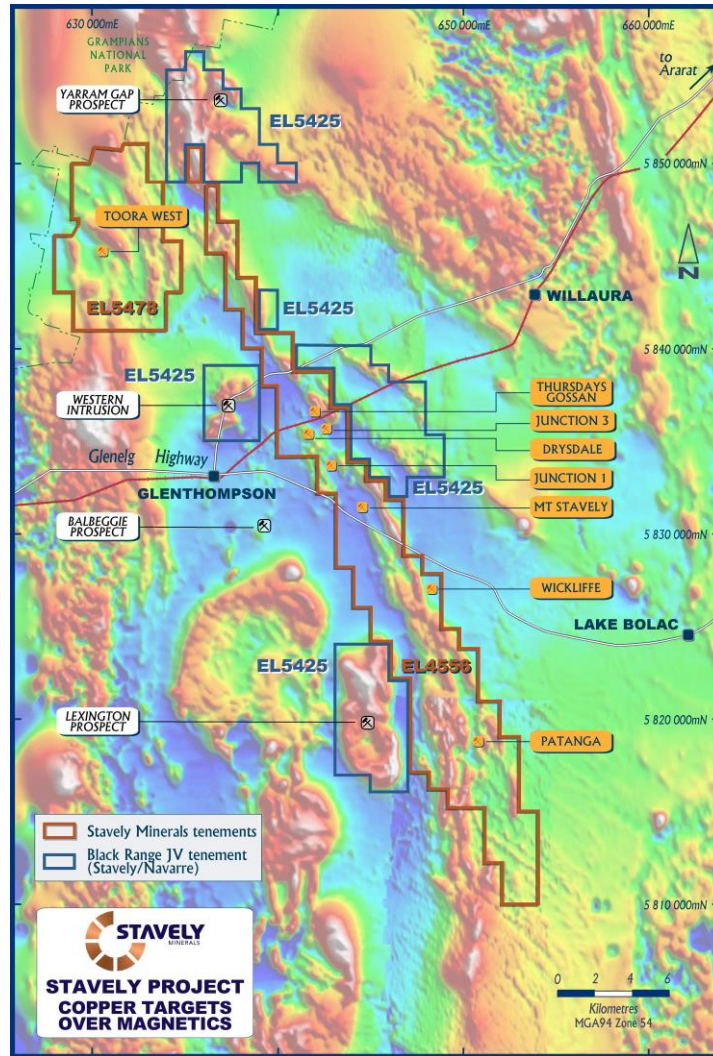 630 000mE
650 000mE
660 000mE
GRAMPIANS
NATIONAL
PARK
to
Ararat
YARRAM GAP
PROSPECT
EL5425
5 850 000mN
TOORA WEST
N
EL5478
EL5425
WILLAURA
5 840 000mN
EL5425
WESTERN
INTRUSION
THURSDAYS
GOSSAN
JUNCTION 3
DRYSDALE
Glenelg Highway
JUNCTION 1
GLENTHOMPSON
EL5425
MT STAVELY
BALBEGGIE
PROSPECT
5 830 000mN
WICKLIFFE
LAKE BOLAC
EL5425
EL4556
LEXINGTON
PROSPECT
5 820 000mN
PATANGA
Stavely Minerals tenements
Black Range JV tenement
(Stavely/Navarre)
5 810 000mN
STAVELY
MINERALS
STAVELY PROJECT
COPPER TARGETS
OVER MAGNETICS
0 2 4 6
Kilometres
MGA94 Zone 54